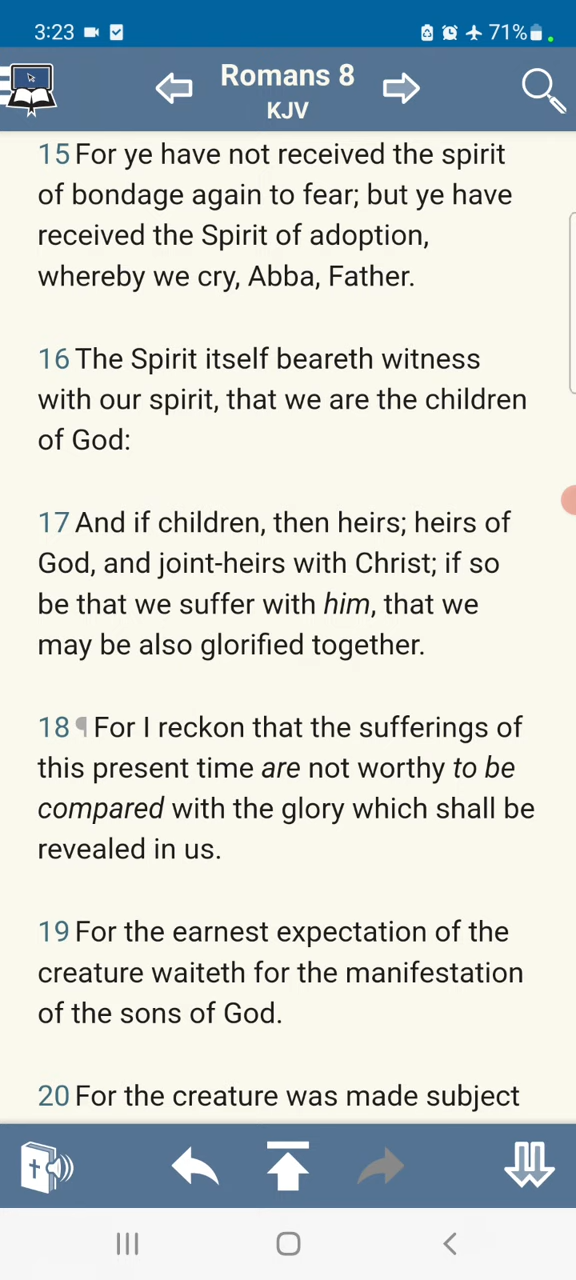 3:23 71%
Romans 8
KJV
15 For ye have not received the spirit
of bondage again to fear; but ye have
received the Spirit of adoption,
whereby we cry, Abba, Father.
16 The Spirit itself beareth witness
with our spirit, that we are the children
of God:
17 And if children, then heirs; heirs of
God, and joint-heirs with Christ; if so
be that we suffer with him, that we
may be also glorified together.
18 ¶ For I reckon that the sufferings of
this present time are not worthy to be
compared with the glory which shall be
revealed in us.
19 For the earnest expectation of the
creature waiteth for the manifestation
of the sons of God.
20 For the creature was made subject